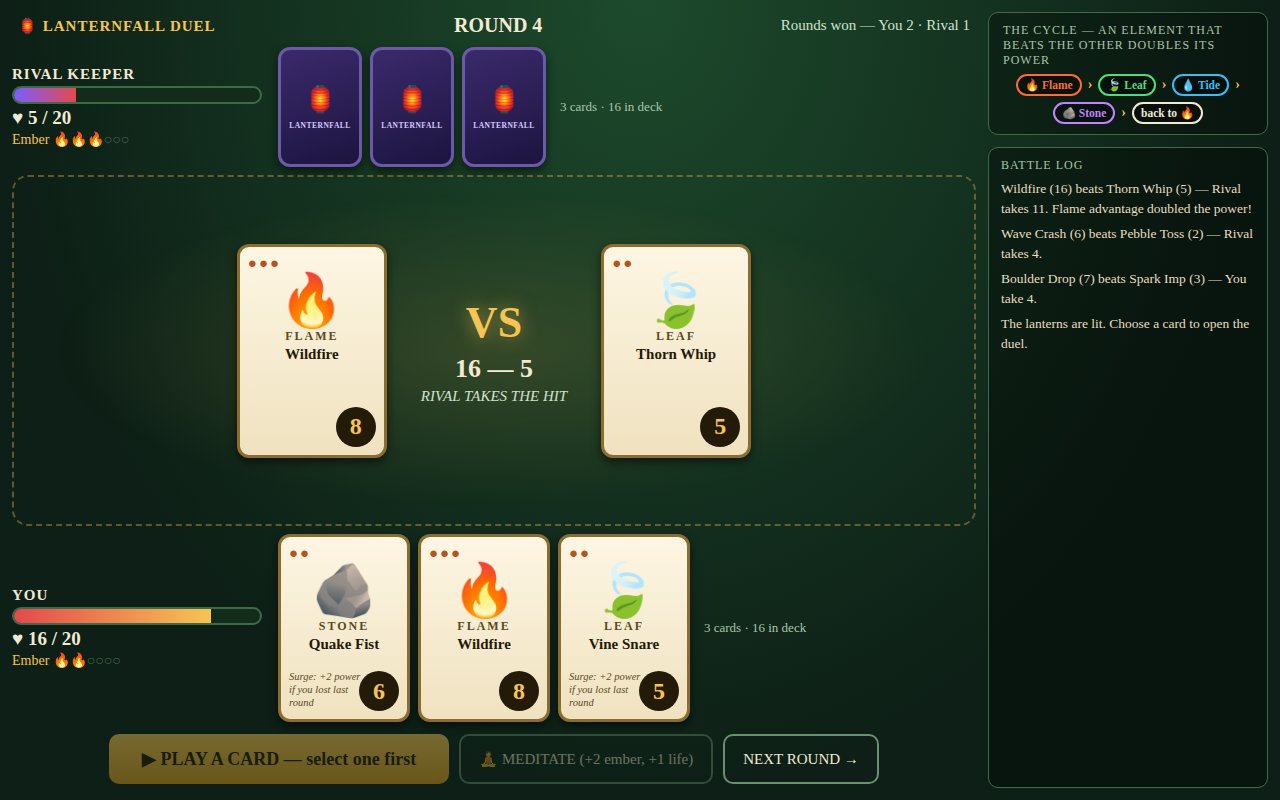 🏮 LANTERNFALL DUEL
ROUND 4
Rounds won — You 2 · Rival 1
RIVAL KEEPER
♥ 5 / 20
Ember 🔥🔥🔥○○○
LANTERNFALL
LANTERNFALL
LANTERNFALL
3 cards · 16 in deck
FLAME
Wildfire
8
VS
16 — 5
RIVAL TAKES THE HIT
LEAF
Thorn Whip
5
YOU
♥ 16 / 20
Ember 🔥🔥○○○○
STONE
Quake Fist
Surge: +2 power
if you lost last
round
6
FLAME
Wildfire
8
LEAF
Vine Snare
Surge: +2 power
if you lost last
round
5
3 cards · 16 in deck
▶ PLAY A CARD — select one first
🧘 MEDITATE (+2 ember, +1 life)
NEXT ROUND →
THE CYCLE — AN ELEMENT THAT
BEATS THE OTHER DOUBLES ITS
POWER
🔥 Flame › 🍃 Leaf › 💧 Tide ›
🪨 Stone › back to 🔥
BATTLE LOG
Wildfire (16) beats Thorn Whip (5) — Rival
takes 11. Flame advantage doubled the power!
Wave Crash (6) beats Pebble Toss (2) — Rival
takes 4.
Boulder Drop (7) beats Spark Imp (3) — You
take 4.
The lanterns are lit. Choose a card to open the
duel.